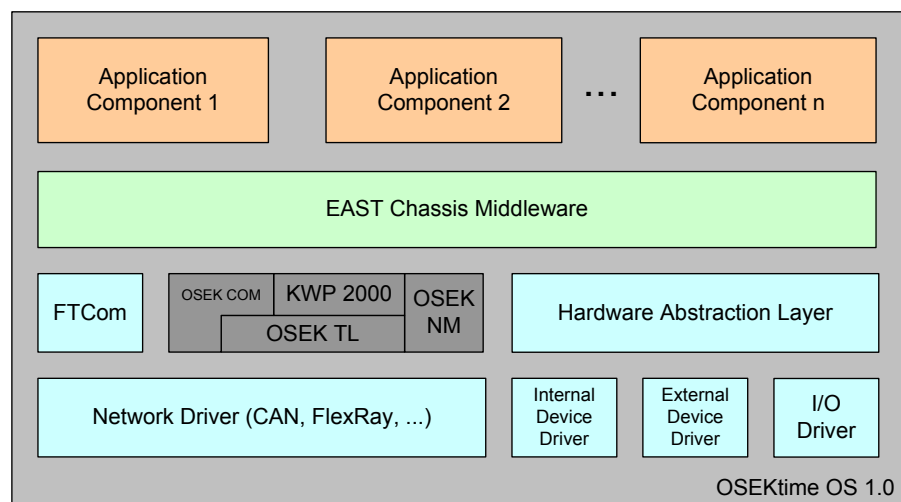 Application
Component 1
Application
Component 2
...
Application
Component n
EAST Chassis Middleware
FTCom
OSEK COM
KWP 2000
OSEK TL
OSEK
NM
Hardware Abstraction Layer
Network Driver (CAN, FlexRay, ...)
Internal
Device
Driver
External
Device
Driver
I/O
Driver
OSEKtime OS 1.0